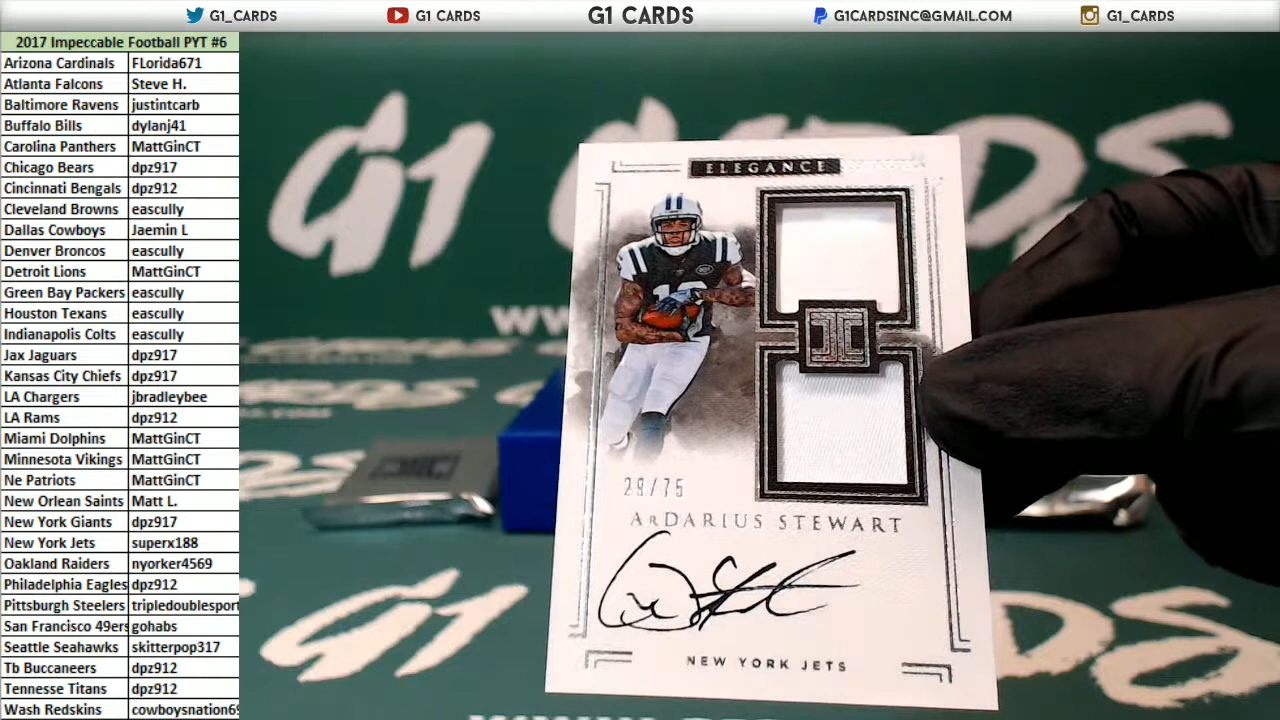 G1_CARDS
G1 CARDS
G1 CARDS
G1CARDSINC@GMAIL.COM
G1_CARDS
2017 Impeccable Football PYT #6
Arizona Cardinals FLorida671
Atlanta Falcons Steve H.
Baltimore Ravens justintcarb
Buffalo Bills dylanj41
Carolina Panthers MattGinCT
Chicago Bears dpz917
Cincinnati Bengals dpz912
Cleveland Browns eascully
Dallas Cowboys Jaemin L
Denver Broncos eascully
Detroit Lions MattGinCT
Green Bay Packers eascully
Houston Texans eascully
Indianapolis Colts eascully
Jax Jaguars dpz917
Kansas City Chiefs dpz917
LA Chargers jbradleybee
LA Rams dpz912
Miami Dolphins MattGinCT
Minnesota Vikings MattGinCT
Ne Patriots MattGinCT
New Orlean Saints Matt L.
New York Giants dpz917
New York Jets superx188
Oakland Raiders nyorker4569
Philadelphia Eagles dpz912
Pittsburgh Steelers tripledoublesport
San Francisco 49ers gohabs
Seattle Seahawks skitterpop317
Tb Buccaneers dpz912
Tennesse Titans dpz912
Wash Redskins cowboysnation69
ELEGANCE
29/75
ARDARIUS STEWART
NEW YORK JETS
G1 CARDS
www.
G1